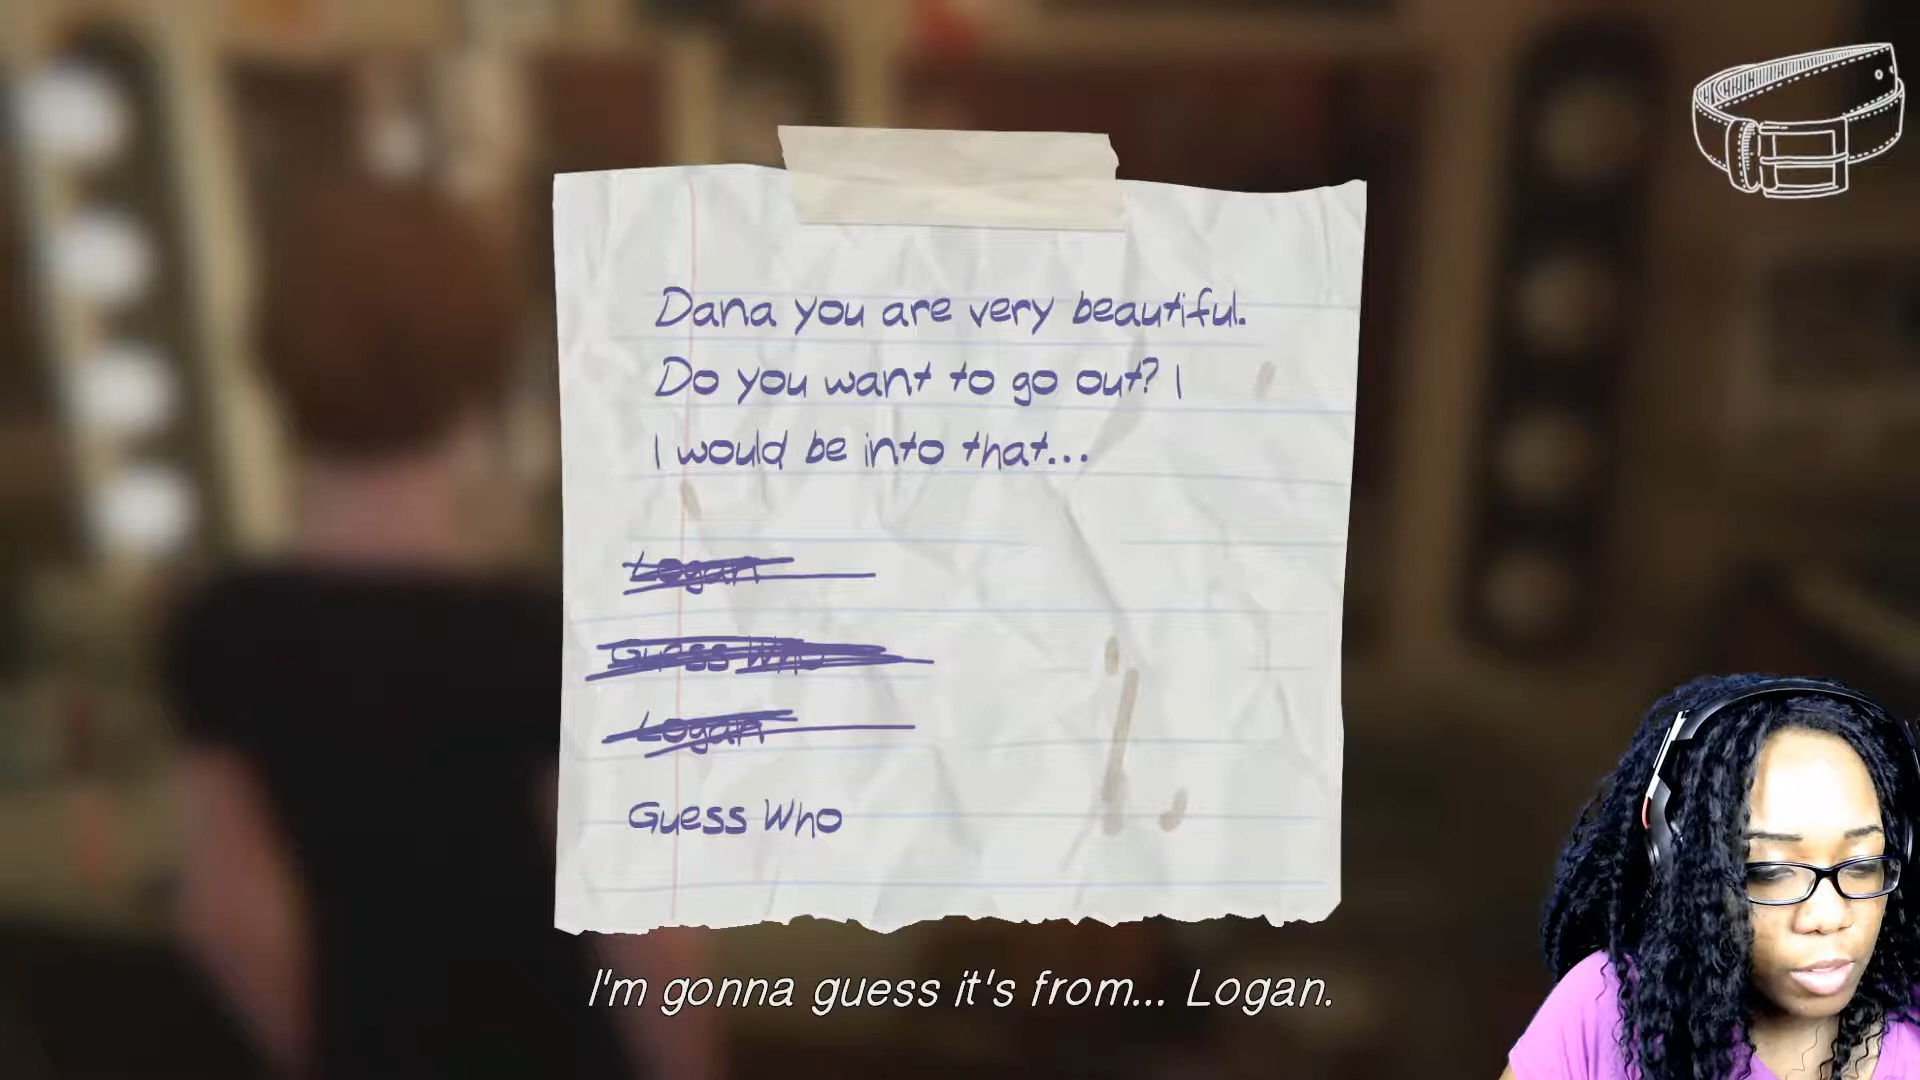 Dana you are very beautiful.
Do you want to go out? I
I would be into that...
Logan
Guess Who
Logan
Guess Who
I'm gonna guess it's from... Logan.